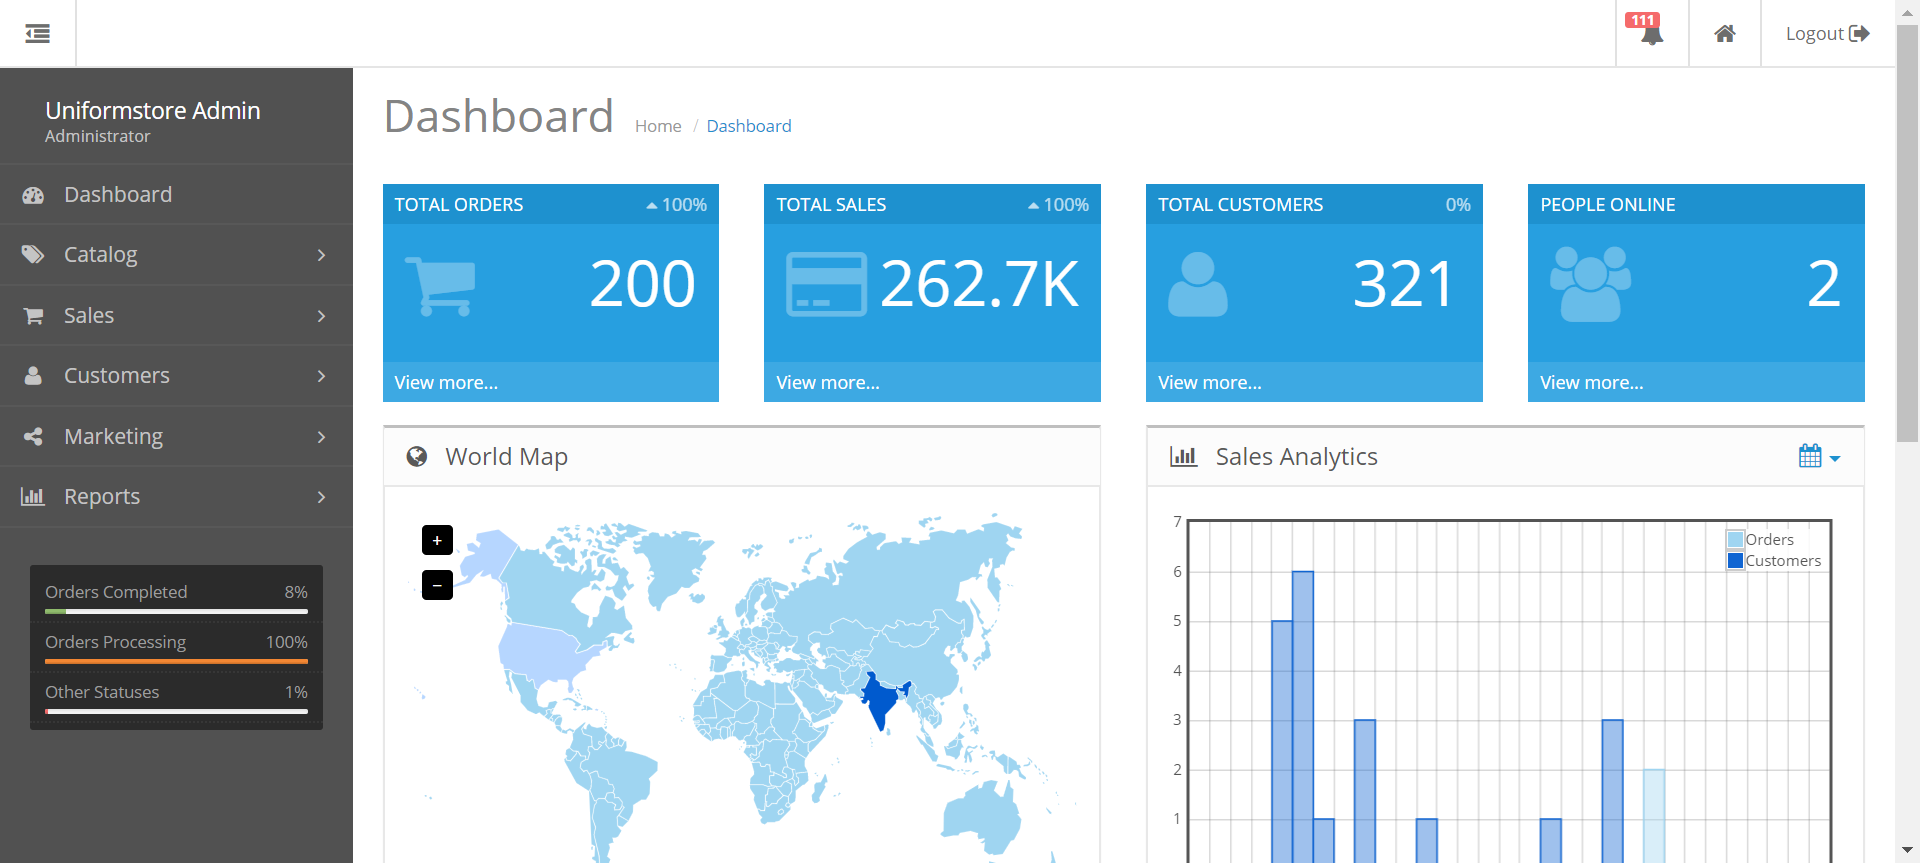 111
Logout
Uniformstore Admin
Administrator
Dashboard
Catalog
Sales
Customers
Marketing
Reports
Orders Completed 8%
Orders Processing 100%
Other Statuses 1%
Dashboard Home / Dashboard
TOTAL ORDERS 100%
200
View more...
TOTAL SALES 100%
262.7K
View more...
TOTAL CUSTOMERS 0%
321
View more...
PEOPLE ONLINE
2
View more...
World Map
+
−
Sales Analytics
7
6
5
4
3
2
1
Orders
Customers